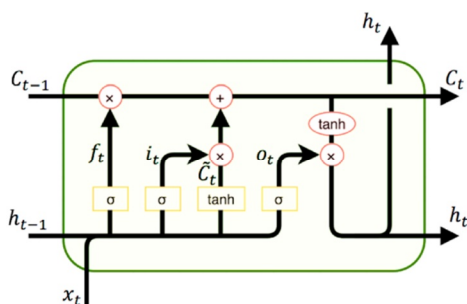 h_t
C_{t-1} × + C_t
tanh
f_t i_t × o_t ×
C̃_t
σ σ tanh σ
h_{t-1} h_t
x_t